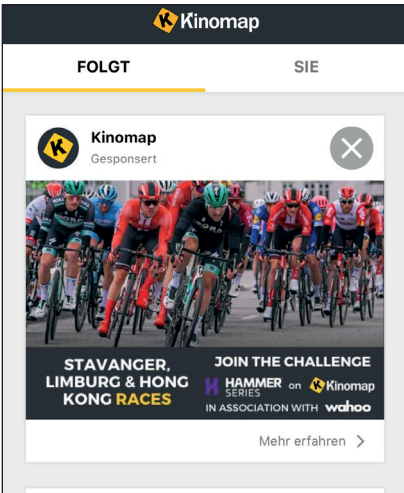 Kinomap
FOLGT
SIE
Kinomap
Gesponsert
STAVANGER,
LIMBURG & HONG
KONG RACES
JOIN THE CHALLENGE
HAMMER
SERIES
on Kinomap
IN ASSOCIATION WITH wahoo
Mehr erfahren